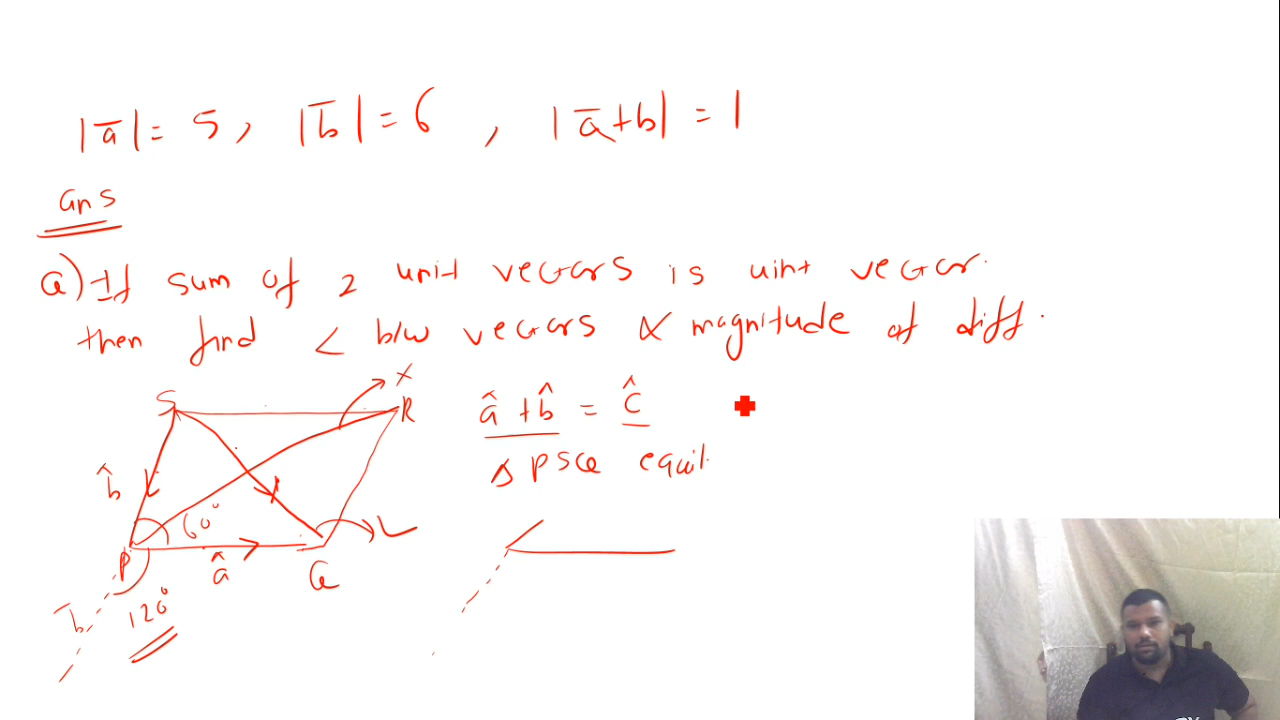 |a̅| = 5, |b̅| = 6, |a̅+b| = 1
ans
Q) If sum of 2 unit vectors is uint vector.
then find < b/w vectors & magnitude of diff.
S
X
R
b̂
60°
P
â
Q
L
b̅
120°
â + b̂ = ĉ
Δ PSQ equil.